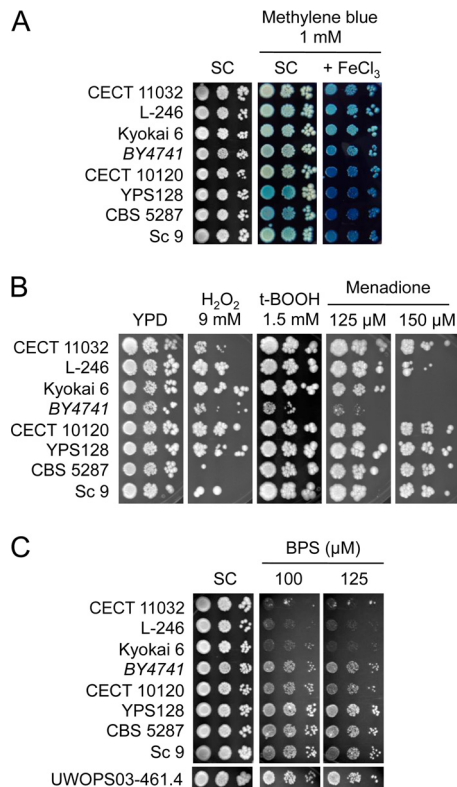 A
Methylene blue
1 mM
SC SC + FeCl3
CECT 11032
L-246
Kyokai 6
BY4741
CECT 10120
YPS128
CBS 5287
Sc 9
B
H2O2 t-BOOH Menadione
YPD 9 mM 1.5 mM 125 µM 150 µM
CECT 11032
L-246
Kyokai 6
BY4741
CECT 10120
YPS128
CBS 5287
Sc 9
C
BPS (µM)
SC 100 125
CECT 11032
L-246
Kyokai 6
BY4741
CECT 10120
YPS128
CBS 5287
Sc 9
UWOPS03-461.4